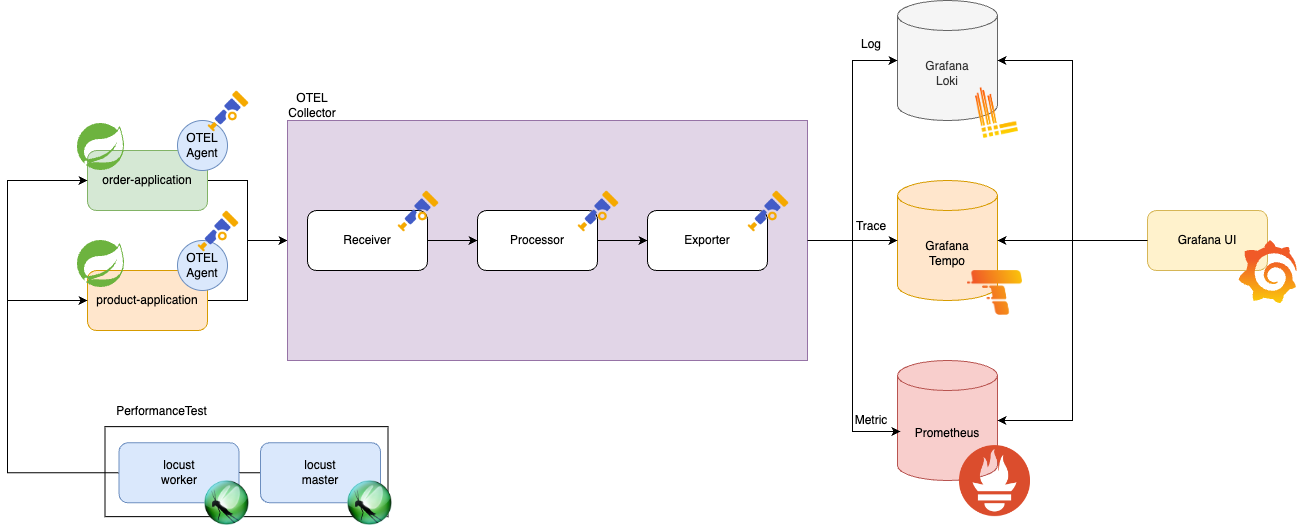 Log
Grafana
Loki
OTEL
Collector
OTEL
Agent
order-application
Receiver
Processor
Exporter
Trace
Grafana
Tempo
Grafana UI
OTEL
Agent
product-application
PerformanceTest
locust
worker
locust
master
Metric
Prometheus